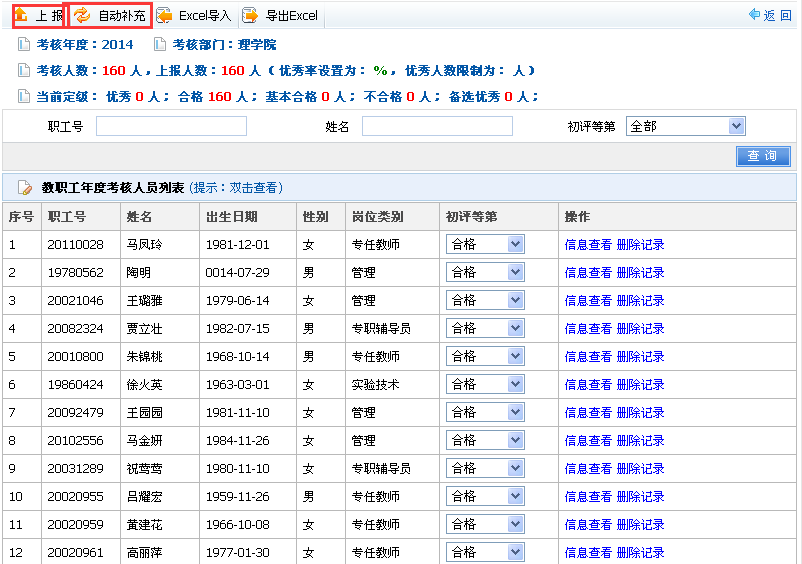 上 报 自动补充 Excel导入 导出Excel 返 回
考核年度：2014 考核部门：理学院
考核人数：160 人，上报人数：160 人（ 优秀率设置为： %， 优秀人数限制为： 人）
当前定级： 优秀 0 人； 合格 160 人； 基本合格 0 人； 不合格 0 人； 备选优秀 0 人；
职工号 姓名 初评等第 全部
查 询
教职工年度考核人员列表 (提示：双击查看)
序号 职工号 姓名 出生日期 性别 岗位类别 初评等第 操作
1 20110028 马凤玲 1981-12-01 女 专任教师 合格 信息查看 删除记录
2 19780562 陶明 0014-07-29 男 管理 合格 信息查看 删除记录
3 20021046 王璐雅 1979-06-14 女 管理 合格 信息查看 删除记录
4 20082324 贾立壮 1982-07-15 男 专职辅导员 合格 信息查看 删除记录
5 20010800 朱锦桃 1968-10-14 男 专任教师 合格 信息查看 删除记录
6 19860424 徐火英 1963-03-01 女 实验技术 合格 信息查看 删除记录
7 20092479 王园园 1981-11-10 女 管理 合格 信息查看 删除记录
8 20102556 马金妍 1984-11-26 女 管理 合格 信息查看 删除记录
9 20031289 祝莺莺 1980-11-10 女 专职辅导员 合格 信息查看 删除记录
10 20020955 吕耀宏 1959-11-26 男 专任教师 合格 信息查看 删除记录
11 20020959 黄建花 1966-10-08 女 专任教师 合格 信息查看 删除记录
12 20020961 高丽萍 1977-01-30 女 专任教师 合格 信息查看 删除记录